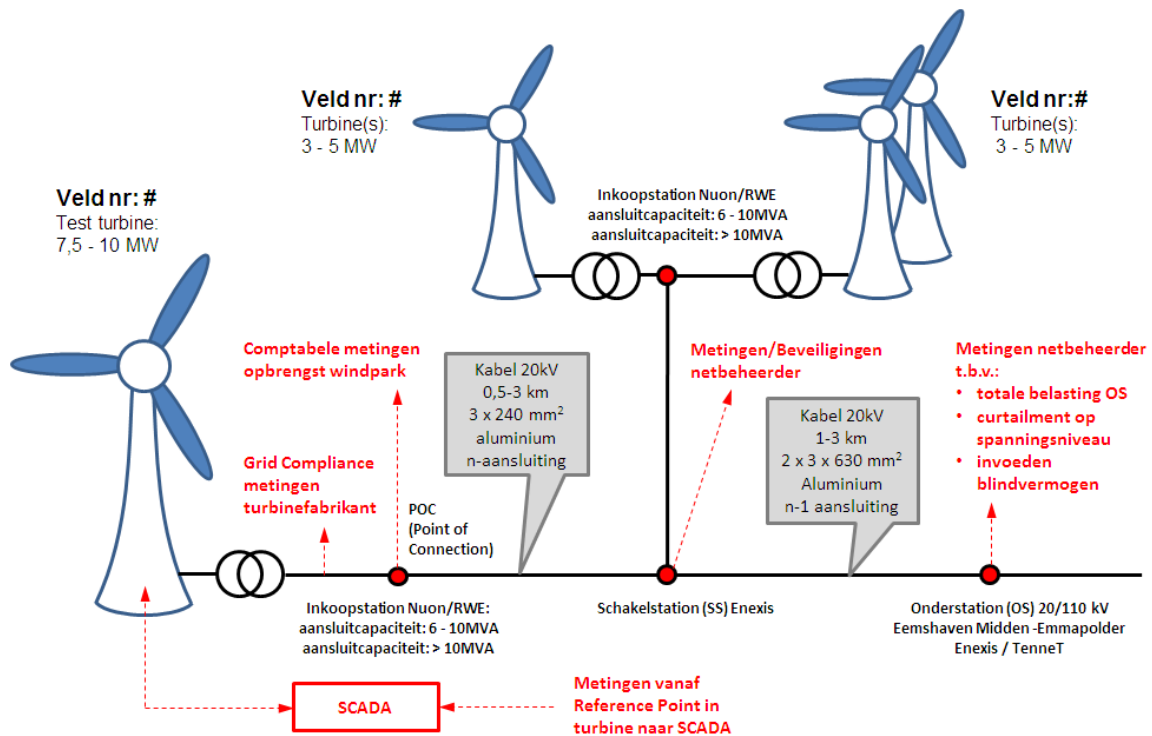 Veld nr: #
Turbine(s):
3 - 5 MW
Veld nr:#
Turbine(s):
3 - 5 MW
Veld nr: #
Test turbine:
7,5 - 10 MW
Inkoopstation Nuon/RWE
aansluitcapaciteit: 6 - 10MVA
aansluitcapaciteit: > 10MVA
Comptabele metingen
opbrengst windpark
Kabel 20kV
0,5-3 km
3 x 240 mm²
aluminium
n-aansluiting
Metingen/Beveiligingen
netbeheerder
Kabel 20kV
1-3 km
2 x 3 x 630 mm²
Aluminium
n-1 aansluiting
Metingen netbeheerder
t.b.v.:
• totale belasting OS
• curtailment op
spanningsniveau
• invoeden
blindvermogen
Grid Compliance
metingen
turbinefabrikant
POC
(Point of
Connection)
Inkoopstation Nuon/RWE:
aansluitcapaciteit: 6 - 10MVA
aansluitcapaciteit: > 10MVA
Schakelstation (SS) Enexis
Onderstation (OS) 20/110 kV
Eemshaven Midden -Emmapolder
Enexis / TenneT
SCADA
Metingen vanaf
Reference Point in
turbine naar SCADA